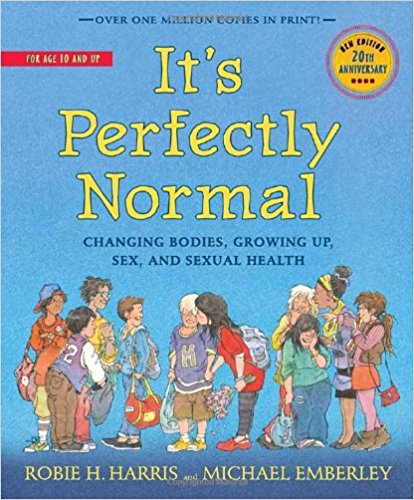 OVER ONE MILLION COPIES IN PRINT!
FOR AGE 10 AND UP
NEW EDITION
20TH
ANNIVERSARY
It's
Perfectly
Normal
CHANGING BODIES, GROWING UP,
SEX, AND SEXUAL HEALTH
2
H
ROBIE H. HARRIS and MICHAEL EMBERLEY